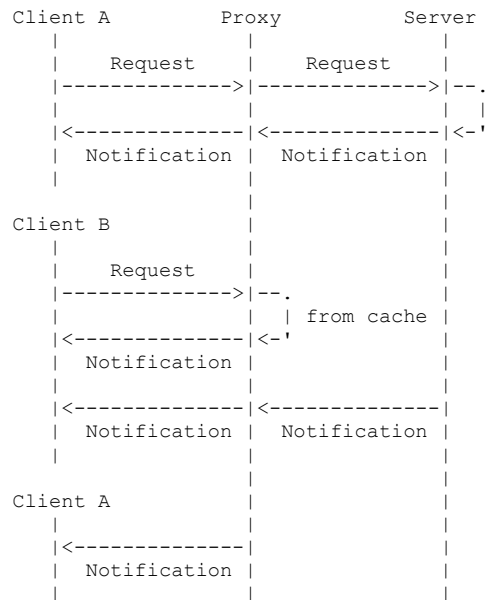 Client A Proxy Server
Request Request
Notification Notification
Client B
Request
from cache
Notification
Notification Notification
Client A
Notification